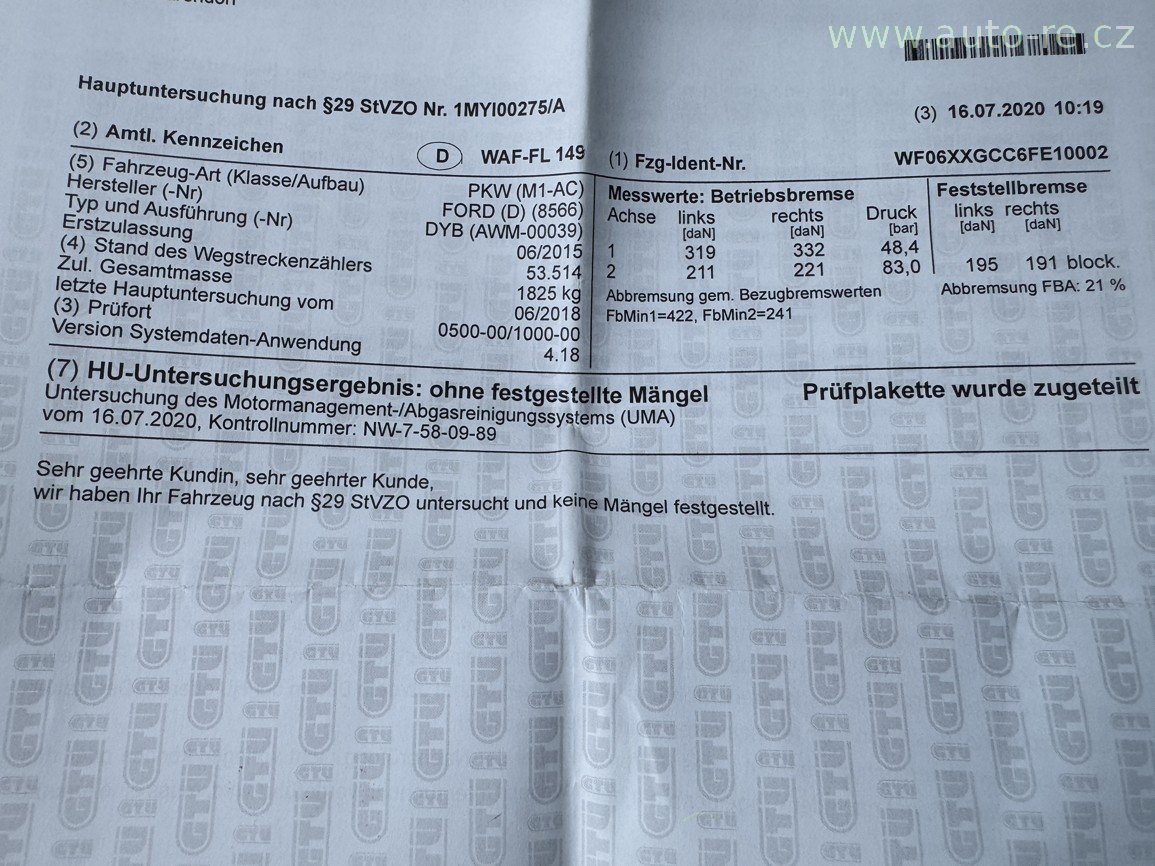 www.auto-re.cz
Hauptuntersuchung nach §29 StVZO Nr. 1MYI00275/A
(3) 16.07.2020 10:19
(2) Amtl. Kennzeichen D WAF-FL 149
(1) Fzg-Ident-Nr. WF06XXGCC6FE10002
(5) Fahrzeug-Art (Klasse/Aufbau) PKW (M1-AC)
Hersteller (-Nr) FORD (D) (8566)
Typ und Ausführung (-Nr) DYB (AWM-00039)
Erstzulassung 06/2015
(4) Stand des Wegstreckenzählers 53.514
Zul. Gesamtmasse 1825 kg
letzte Hauptuntersuchung vom 06/2018
(3) Prüfort 0500-00/1000-00
Version Systemdaten-Anwendung 4.18
Messwerte: Betriebsbremse
Achse links rechts Druck
[daN] [daN] [bar]
1 319 332 48,4
2 211 221 83,0
Abbremsung gem. Bezugbremswerten
FbMin1=422, FbMin2=241
Feststellbremse
links rechts
[daN] [daN]
195 191 block.
Abbremsung FBA: 21 %
(7) HU-Untersuchungsergebnis: ohne festgestellte Mängel Prüfplakette wurde zugeteilt
Untersuchung des Motormanagement-/Abgasreinigungssystems (UMA)
vom 16.07.2020, Kontrollnummer: NW-7-58-09-89
Sehr geehrte Kundin, sehr geehrter Kunde,
wir haben Ihr Fahrzeug nach §29 StVZO untersucht und keine Mängel festgestellt.
GTÜ